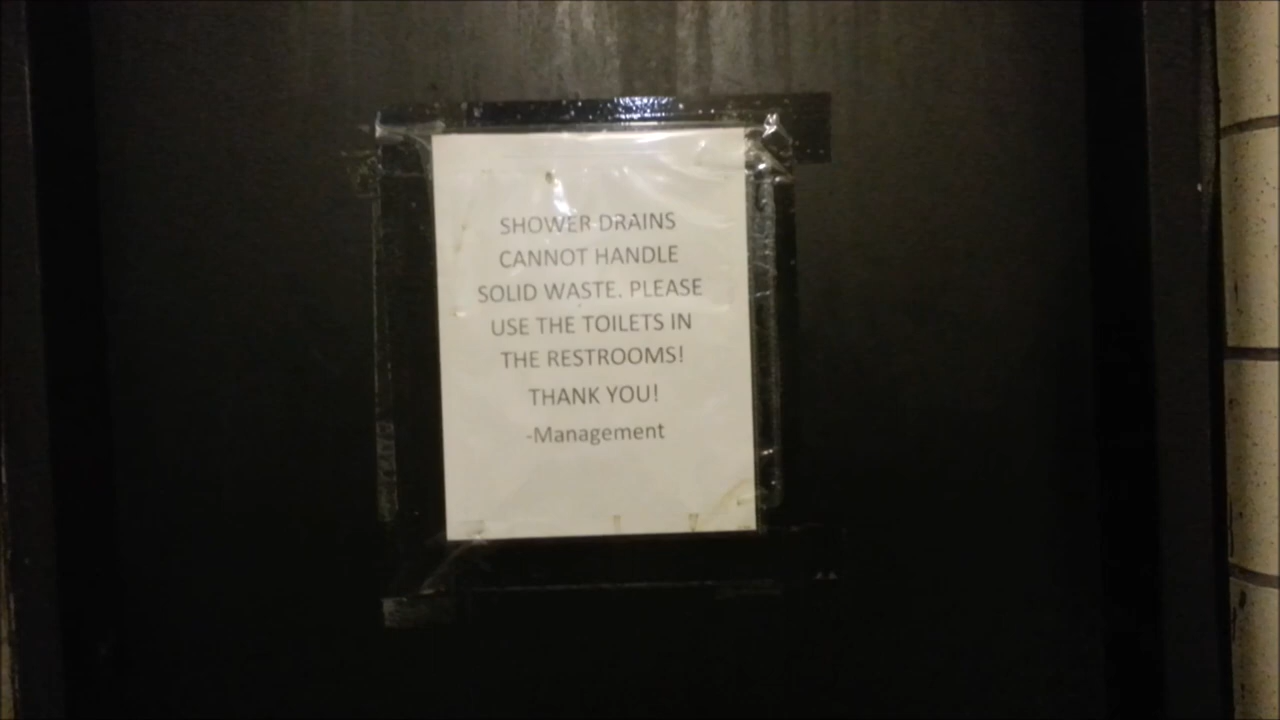 SHOWER DRAINS
CANNOT HANDLE
SOLID WASTE. PLEASE
USE THE TOILETS IN
THE RESTROOMS!
THANK YOU!
-Management